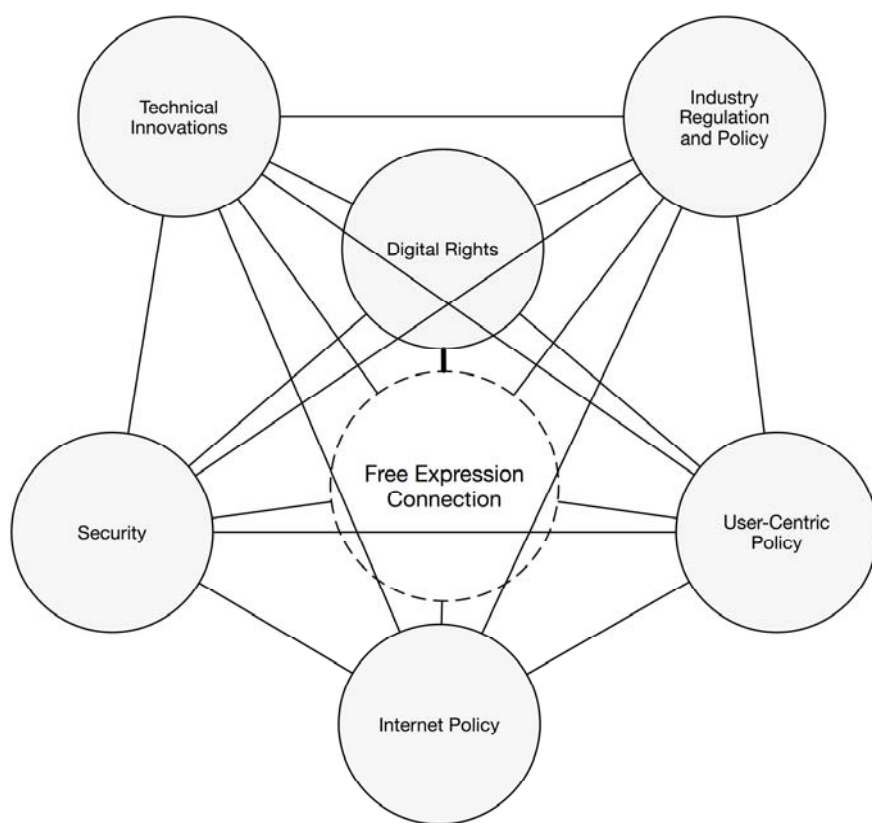 Technical
Innovations
Industry
Regulation
and Policy
Digital Rights
Free Expression
Connection
Security
User-Centric
Policy
Internet Policy